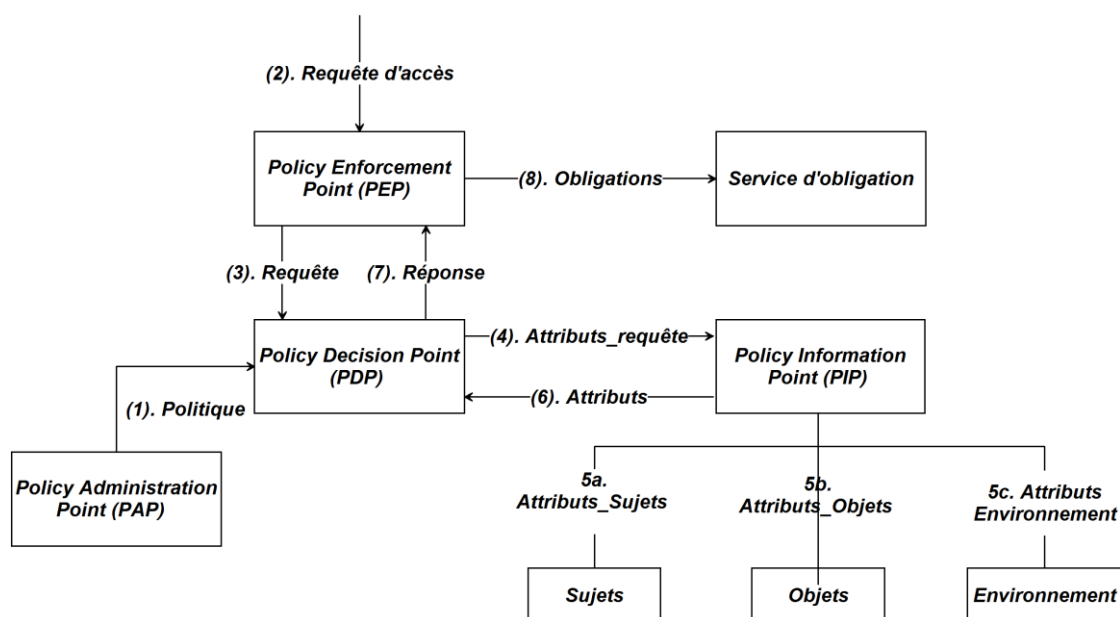 (2). Requête d'accès
Policy Enforcement
Point (PEP)
(8). Obligations
Service d'obligation
(3). Requête
(7). Réponse
Policy Decision Point
(PDP)
(4). Attributs_requête
Policy Information
Point (PIP)
(6). Attributs
(1). Politique
Policy Administration
Point (PAP)
5a.
Attributs_Sujets
5b.
Attributs_Objets
5c. Attributs
Environnement
Sujets
Objets
Environnement